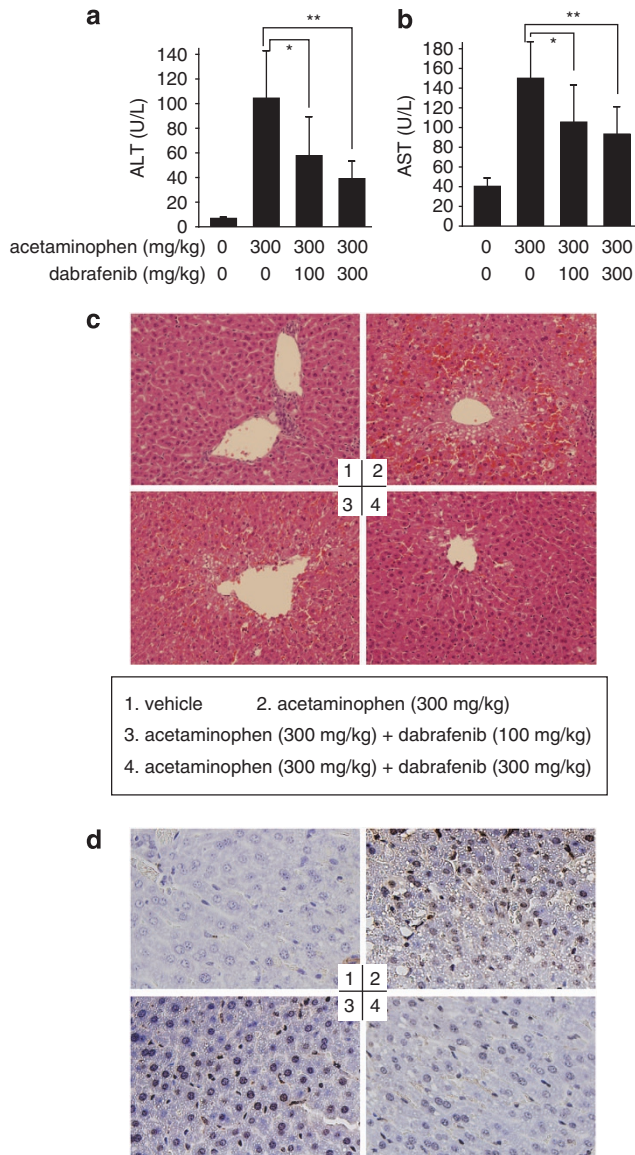 a
b
**
**
*
*
ALT (U/L)
140
120
100
80
60
40
20
0
AST (U/L)
180
160
140
120
100
80
60
40
20
0
acetaminophen (mg/kg) 0 300 300 300
dabrafenib (mg/kg) 0 0 100 300
0 300 300 300
0 0 100 300
c
1 2
3 4
1. vehicle 2. acetaminophen (300 mg/kg)
3. acetaminophen (300 mg/kg) + dabrafenib (100 mg/kg)
4. acetaminophen (300 mg/kg) + dabrafenib (300 mg/kg)
d
1 2
3 4